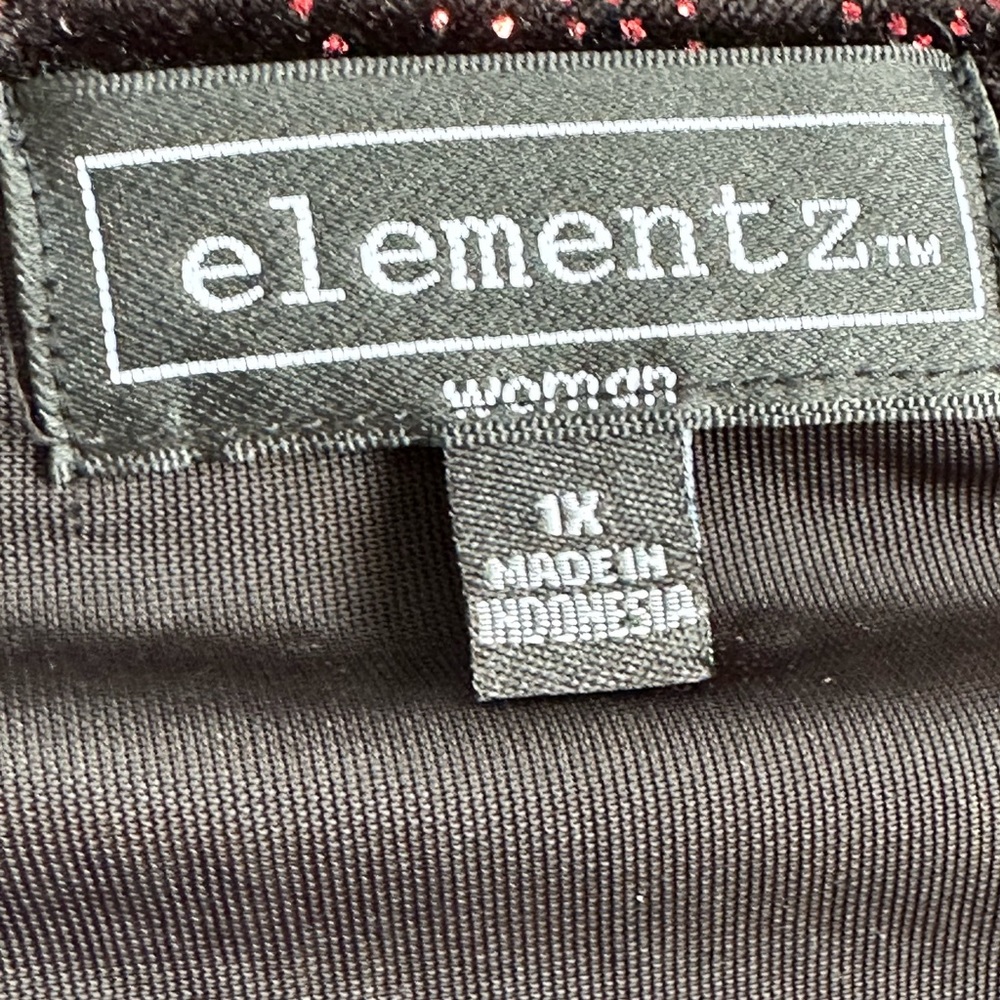 elementz™
woman
1X
MADE IN
INDONESIA